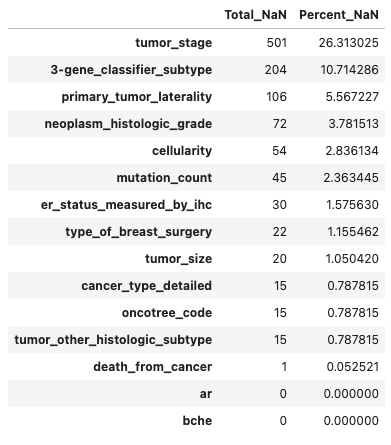 Total_NaN Percent_NaN
tumor_stage 501 26.313025
3-gene_classifier_subtype 204 10.714286
primary_tumor_laterality 106 5.567227
neoplasm_histologic_grade 72 3.781513
cellularity 54 2.836134
mutation_count 45 2.363445
er_status_measured_by_ihc 30 1.575630
type_of_breast_surgery 22 1.155462
tumor_size 20 1.050420
cancer_type_detailed 15 0.787815
oncotree_code 15 0.787815
tumor_other_histologic_subtype 15 0.787815
death_from_cancer 1 0.052521
ar 0 0.000000
bche 0 0.000000